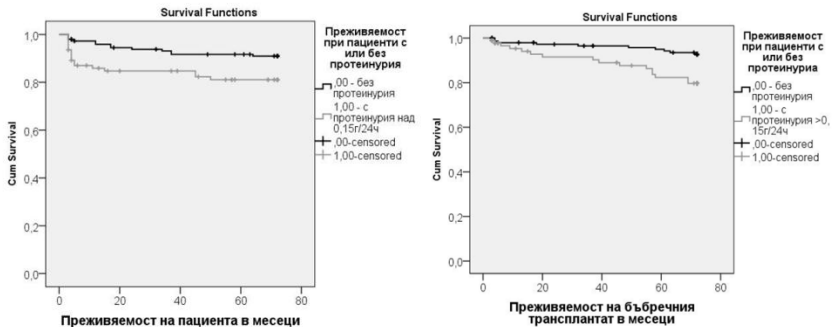 Survival Functions
Cum Survival
1,0
0,8
0,6
0,4
0,2
0,0
0
20
40
60
80
Преживяемост на пациента в месеци
Преживяемост
при пациенти с
или без
протеинурия
,00 - без
протеинурия
1,00 - с
протеинурия над
0,15г/24ч
,00-censored
1,00-censored
Survival Functions
Cum Survival
1,0
0,8
0,6
0,4
0,2
0,0
0
20
40
60
80
Преживяемост на бъбречния
трансплантат в месеци
Преживяемост
при пациенти с
или без
протеинуриа
,00 - без
протеинурия
1,00 - с
протеинурия >0,
15г/24ч
,00-censored
1,00-censored